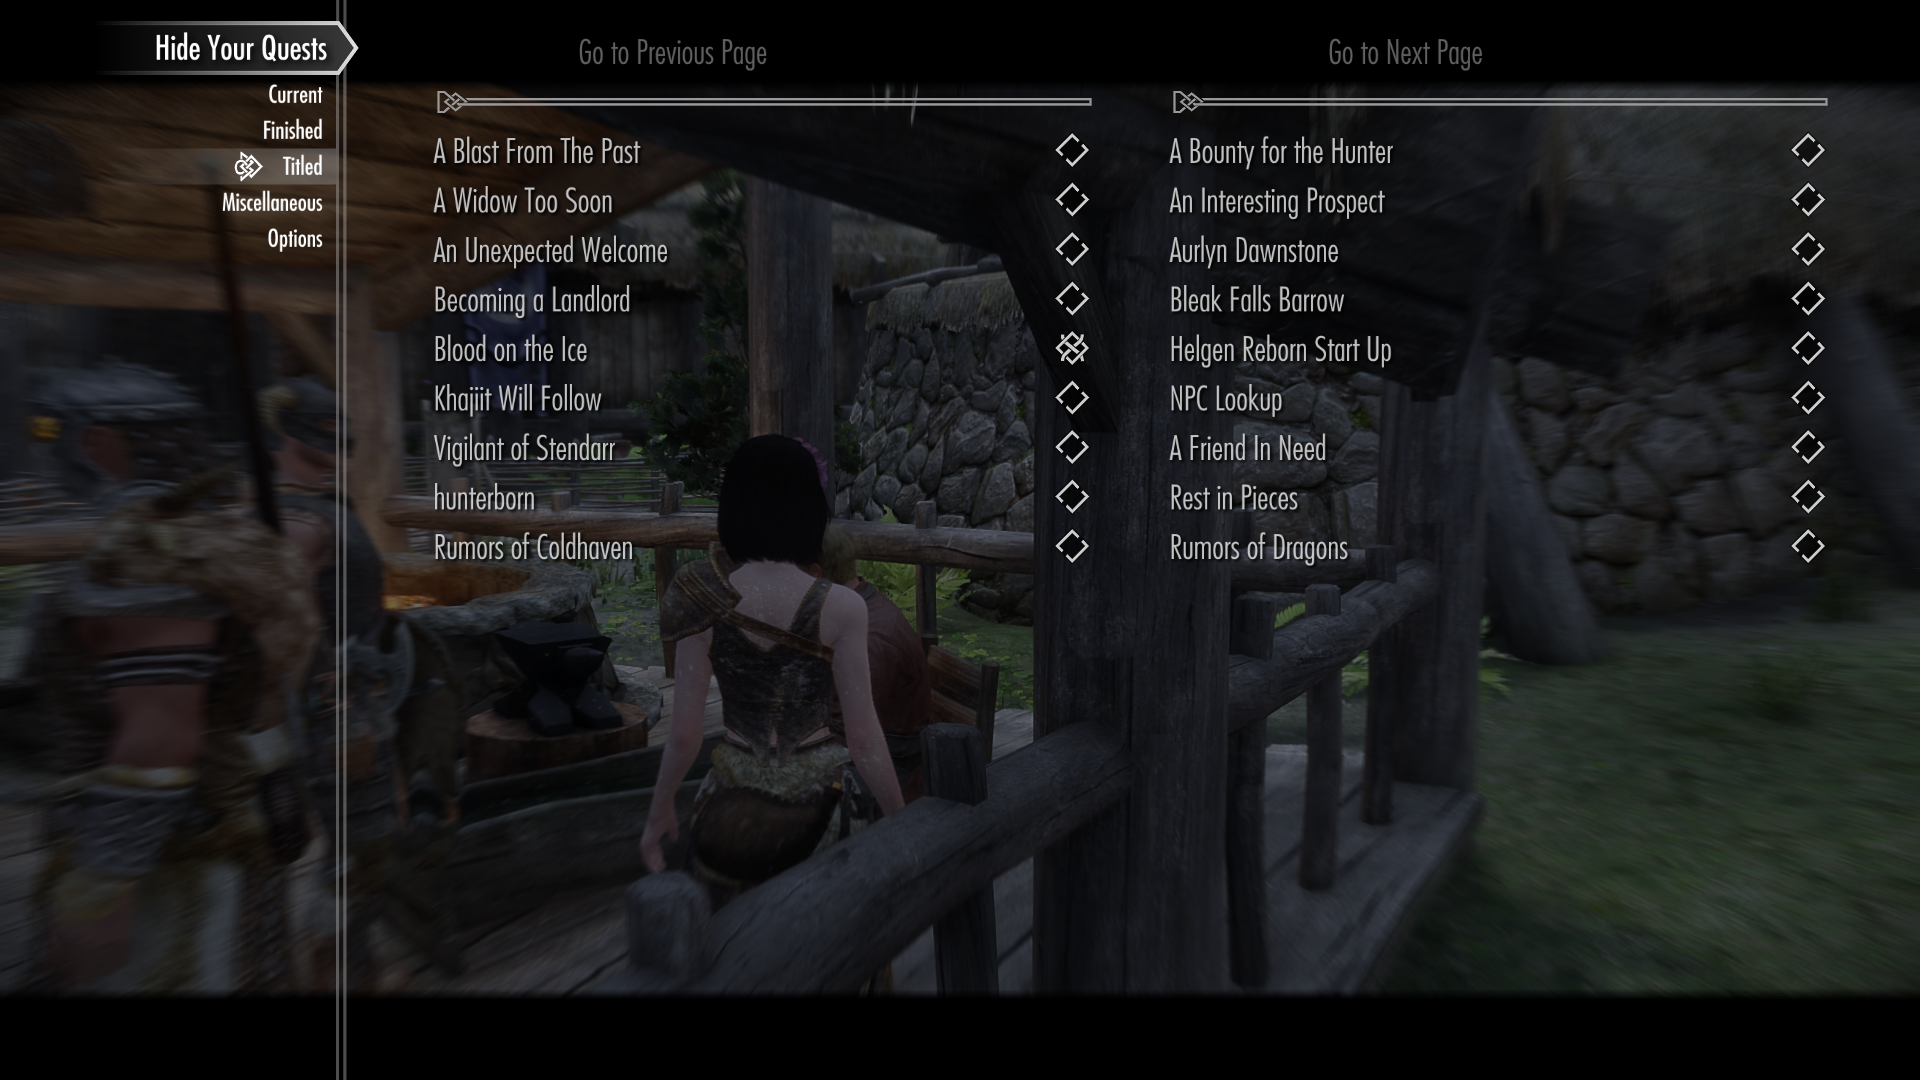 Hide Your Quests
Current
Finished
Titled
Miscellaneous
Options
Go to Previous Page
Go to Next Page
A Blast From The Past
A Bounty for the Hunter
A Widow Too Soon
An Interesting Prospect
An Unexpected Welcome
Aurlyn Dawnstone
Becoming a Landlord
Bleak Falls Barrow
Blood on the Ice
Helgen Reborn Start Up
Khajiit Will Follow
NPC Lookup
Vigilant of Stendarr
A Friend In Need
hunterborn
Rest in Pieces
Rumors of Coldhaven
Rumors of Dragons